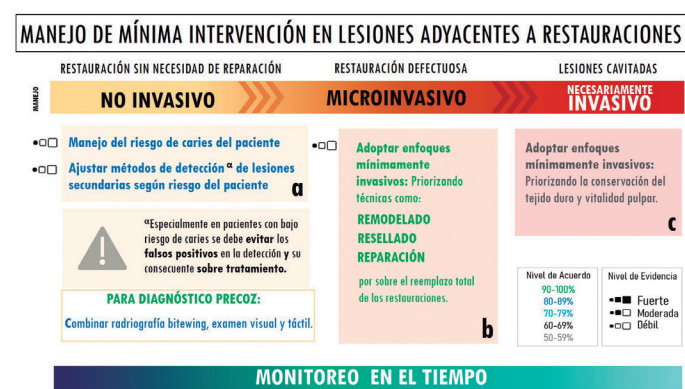 MANEJO DE MÍNIMA INTERVENCIÓN EN LESIONES ADYACENTES A RESTAURACIONES
RESTAURACIÓN SIN NECESIDAD DE REPARACIÓN
RESTAURACIÓN DEFECTUOSA
LESIONES CAVITADAS
MANEJO
NO INVASIVO
MICROINVASIVO
NECESARIAMENTE
INVASIVO
Manejo del riesgo de caries del paciente
Ajustar métodos de detección α de lesiones
secundarias según riesgo del paciente
a
αEspecialmente en pacientes con bajo
riesgo de caries se debe evitar los
falsos positivos en la detección y su
consecuente sobre tratamiento.
PARA DIAGNÓSTICO PRECOZ:
Combinar radriografía bitewing, examen visual y táctil.
Adoptar enfoques
mínimamente
invasivos: Priorizando
técnicas como:
REMODELADO
RESELLADO
REPARACIÓN
por sobre el reemplazo total
de las restauraciones.
b
Adoptar enfoques
mínimamente invasivos:
Priorizando la conservación del
tejido duro y vitalidad pulpar.
c
Nivel de Acuerdo
90-100%
80-89%
70-79%
60-69%
50-59%
Nivel de Evidencia
Fuerte
Moderada
Débil
MONITOREO EN EL TIEMPO